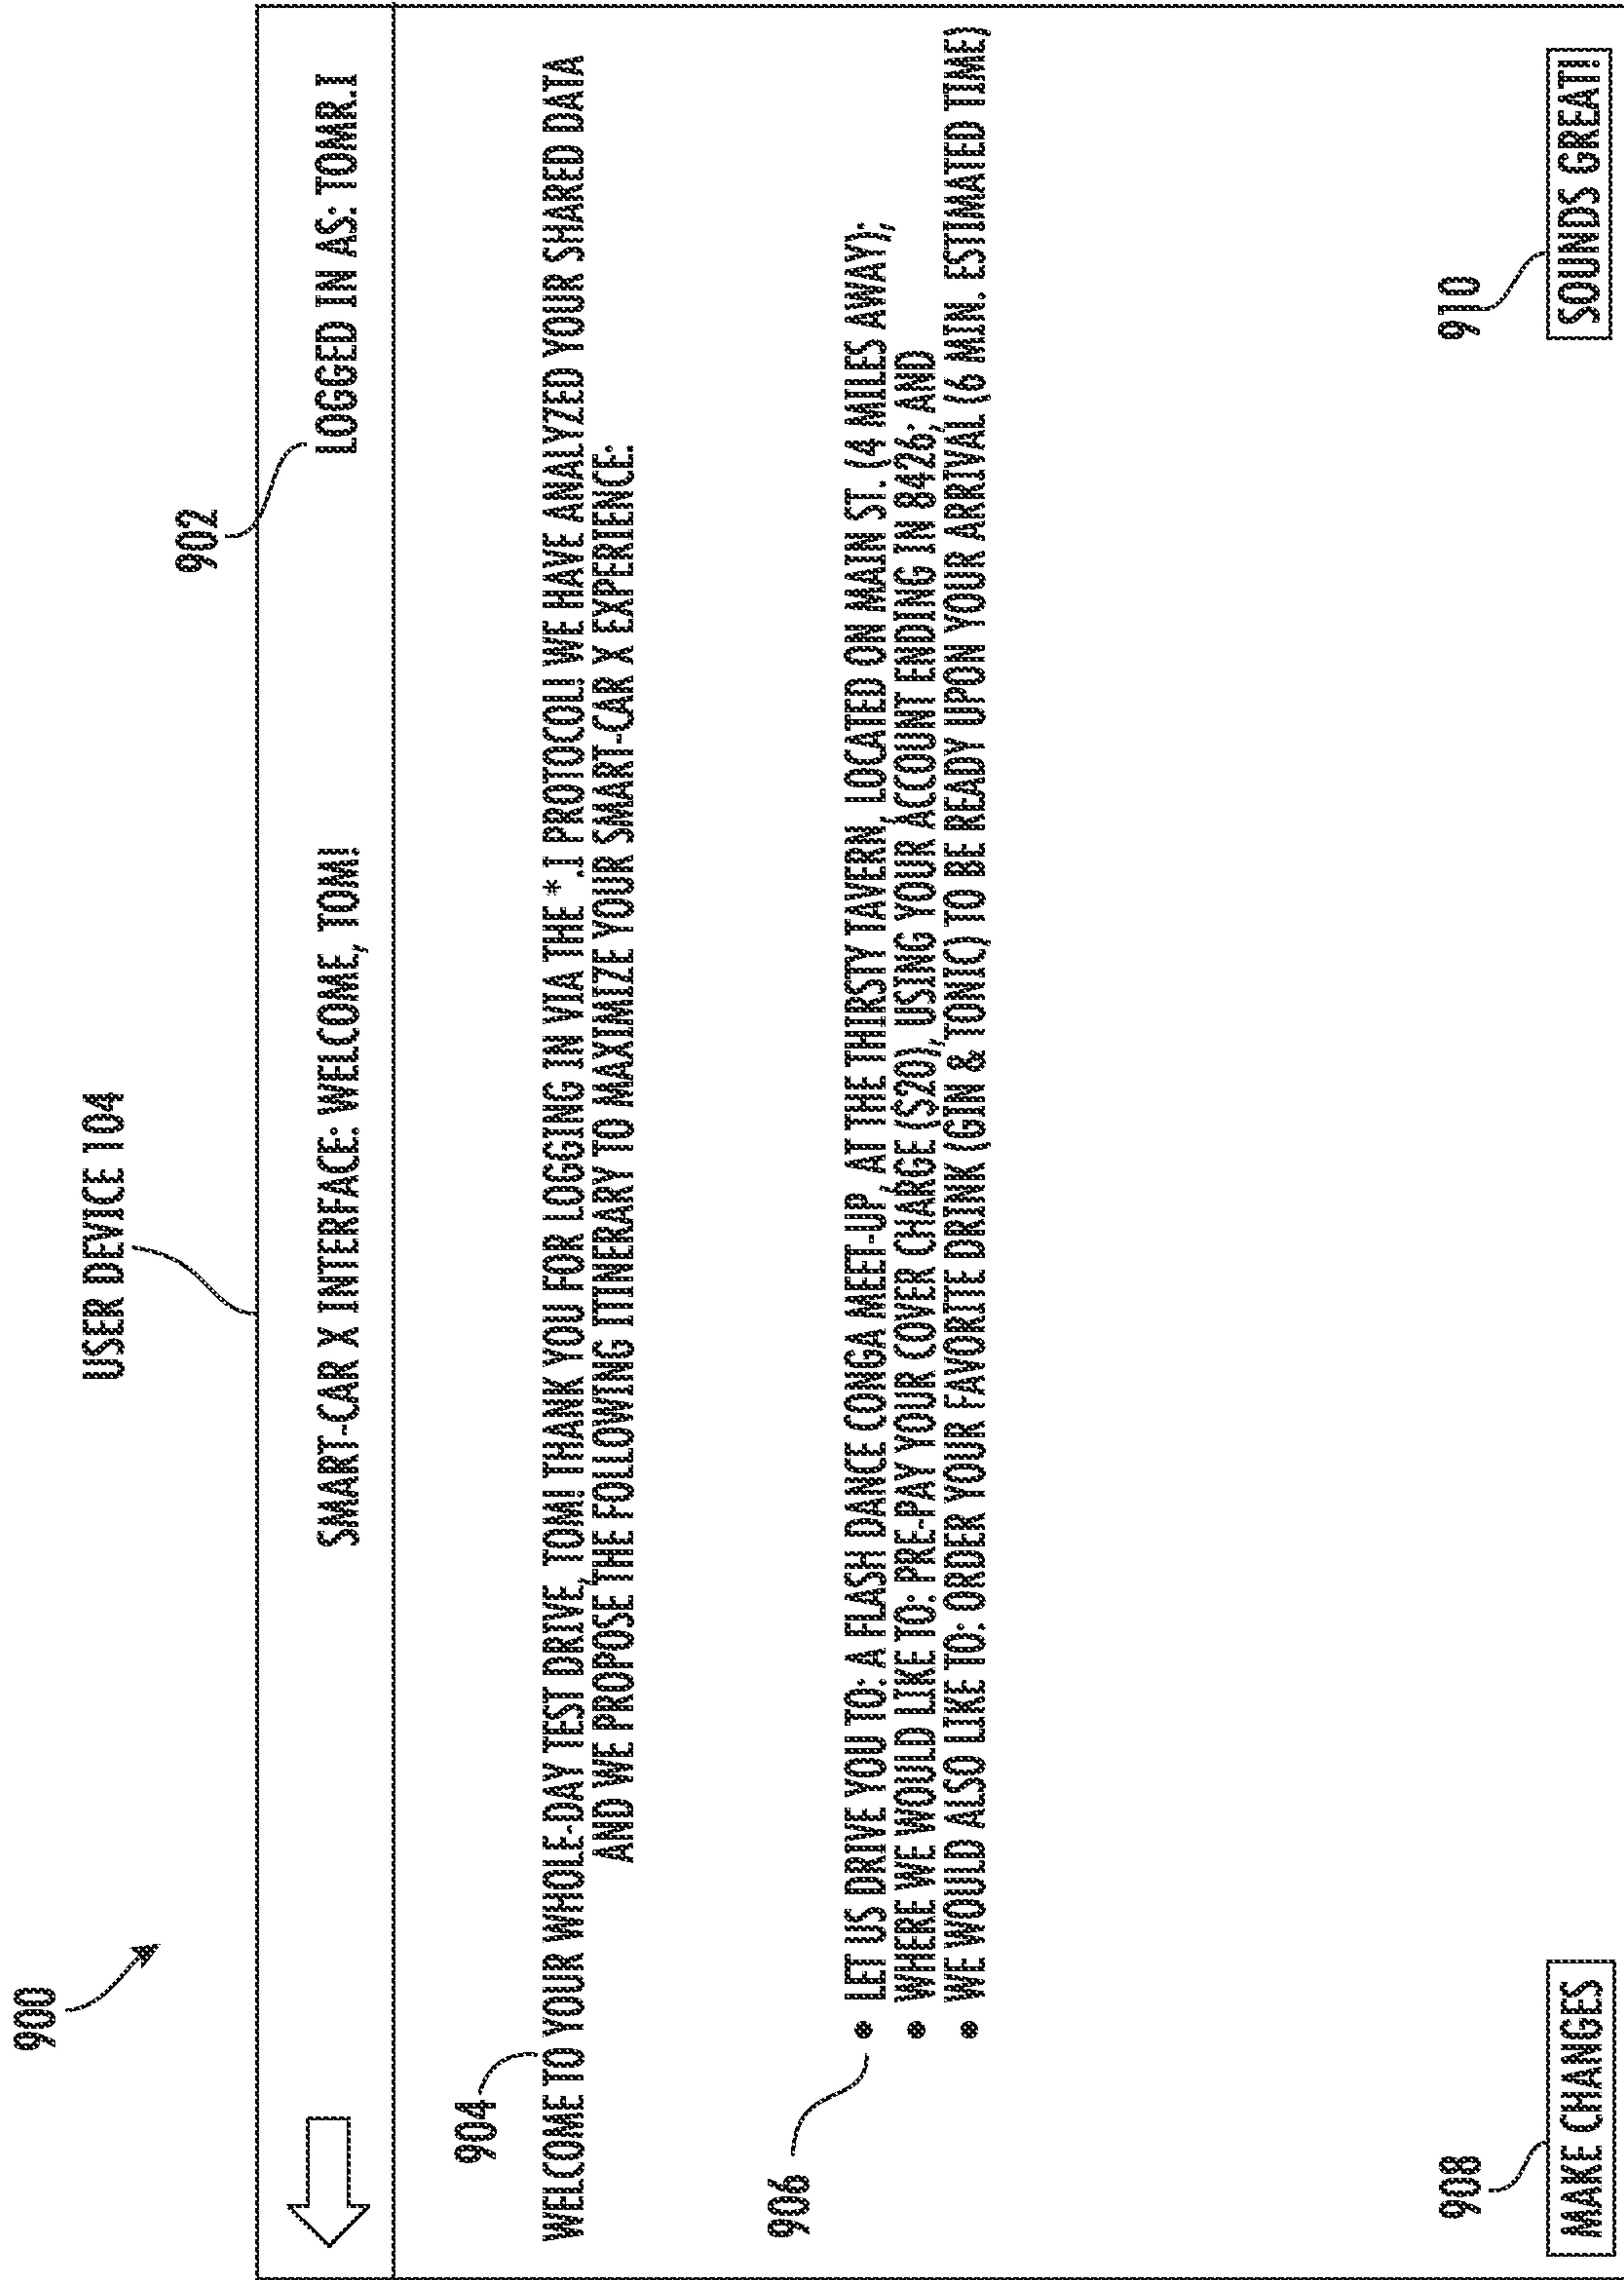 900
USER DEVICE 104
902
SMART-CAR X INTERFACE: WELCOME, TOM!
LOGGED IN AS: TOMR.I
904
WELCOME TO YOUR WHOLE-DAY TEST DRIVE, TOM! THANK YOU FOR LOGGING IN VIA THE *.I PROTOCOL! WE HAVE ANALYZED YOUR SHARED DATA
AND WE PROPOSE THE FOLLOWING ITINERARY TO MAXIMIZE YOUR SMART-CAR X EXPERIENCE:
906
• LET US DRIVE YOU TO: A FLASH DANCE CONGA MEET-UP, AT THE THIRSTY TAVERN, LOCATED ON MAIN ST. (4 MILES AWAY);
• WHERE WE WOULD LIKE TO: PRE-PAY YOUR COVER CHARGE ($20), USING YOUR ACCOUNT ENDING IN 8426; AND
• WE WOULD ALSO LIKE TO: ORDER YOUR FAVORITE DRINK (GIN & TONIC) TO BE READY UPON YOUR ARRIVAL (6 MIN. ESTIMATED TIME)
908
MAKE CHANGES
910
SOUNDS GREAT!